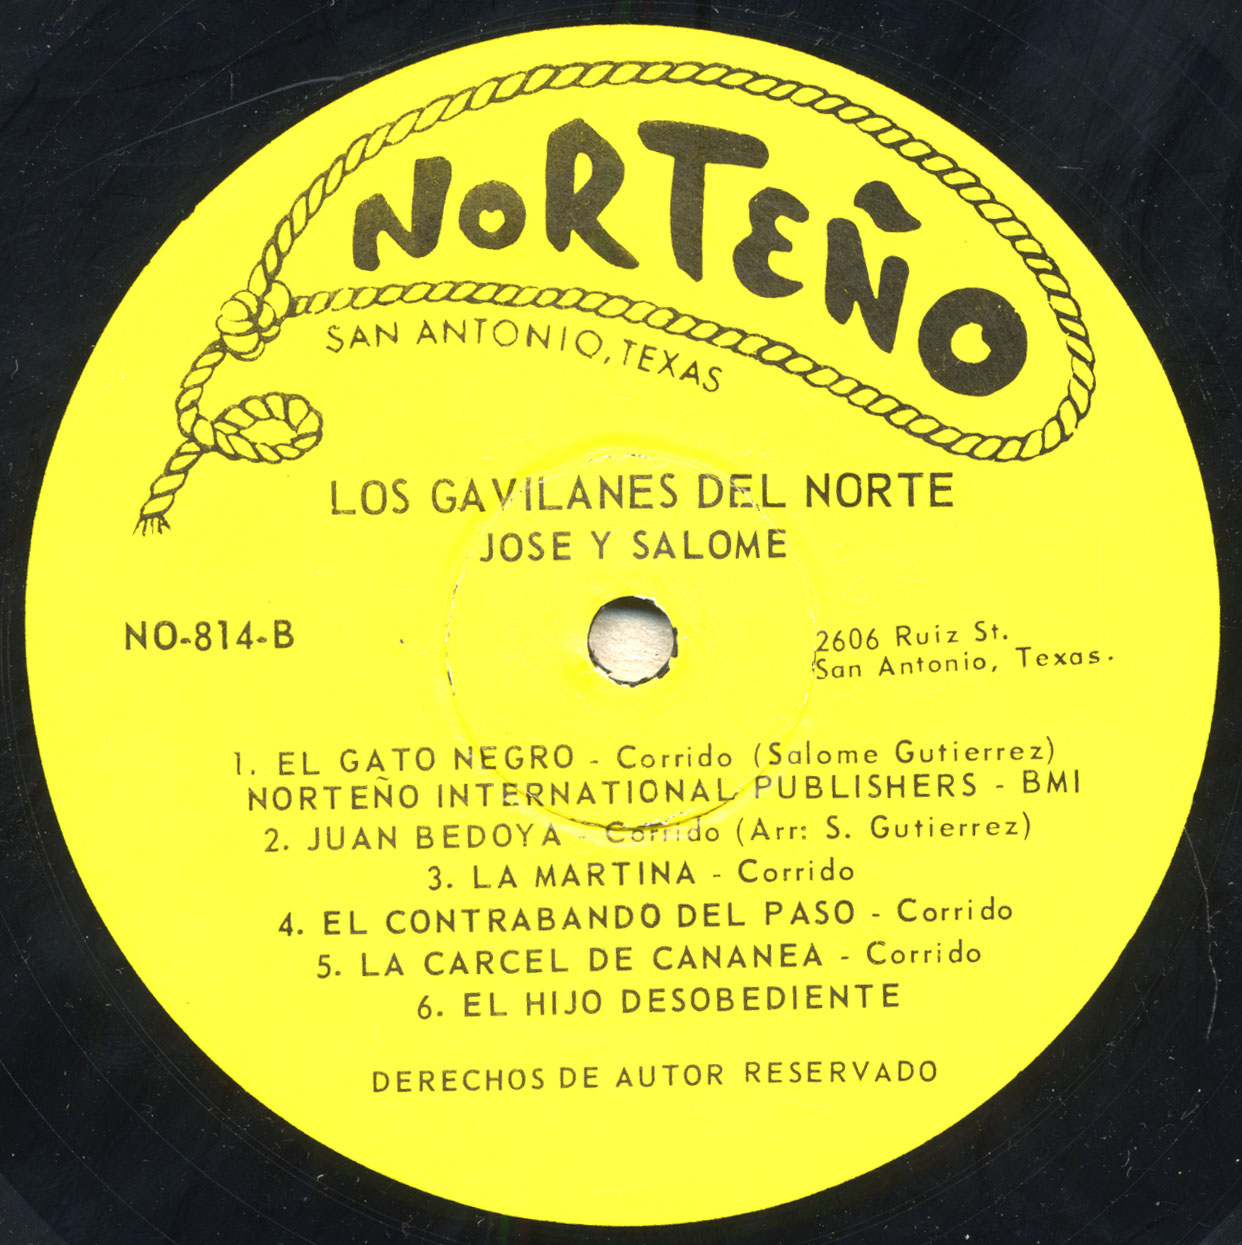 NORTEÑO
SAN ANTONIO, TEXAS
LOS GAVILANES DEL NORTE
JOSE Y SALOME
NO-814-B
2606 Ruiz St.
San Antonio, Texas.
1. EL GATO NEGRO - Corrido (Salome Gutierrez)
NORTEÑO INTERNATIONAL PUBLISHERS - BMI
2. JUAN BEDOYA - Corrido (Arr: S. Gutierrez)
3. LA MARTINA - Corrido
4. EL CONTRABANDO DEL PASO - Corrido
5. LA CARCEL DE CANANEA - Corrido
6. EL HIJO DESOBEDIENTE
DERECHOS DE AUTOR RESERVADO